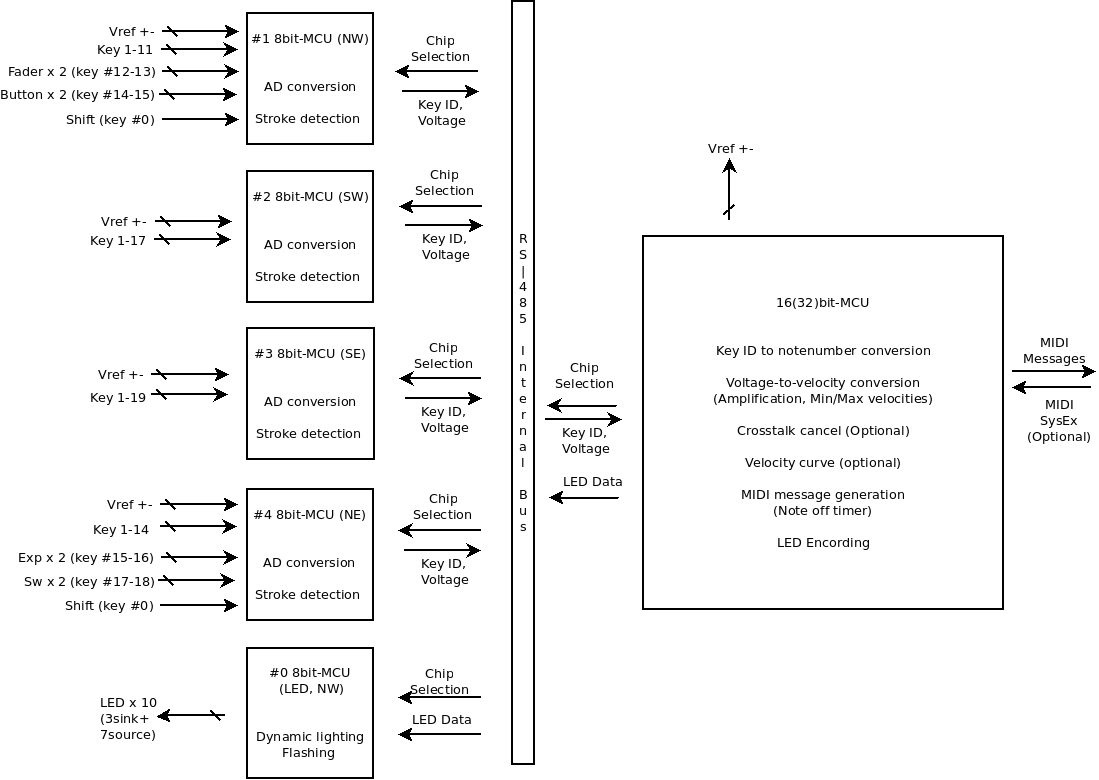 Vref +-
Key 1-11
Fader x 2 (key #12-13)
Button x 2 (key #14-15)
Shift (key #0)
#1 8bit-MCU (NW)
AD conversion
Stroke detection
Chip
Selection
Key ID,
Voltage
Vref +-
Key 1-17
#2 8bit-MCU (SW)
AD conversion
Stroke detection
Chip
Selection
Key ID,
Voltage
Vref +-
Key 1-19
#3 8bit-MCU (SE)
AD conversion
Stroke detection
Chip
Selection
Key ID,
Voltage
Vref +-
Key 1-14
Exp x 2 (key #15-16)
Sw x 2 (key #17-18)
Shift (key #0)
#4 8bit-MCU (NE)
AD conversion
Stroke detection
Chip
Selection
Key ID,
Voltage
LED x 10
(3sink+
7source)
#0 8bit-MCU
(LED, NW)
Dynamic lighting
Flashing
Chip
Selection
LED Data
RS|485 Internal Bus
Chip
Selection
Key ID,
Voltage
LED Data
Vref +-
16(32)bit-MCU
Key ID to notenumber conversion
Voltage-to-velocity conversion
(Amplification, Min/Max velocities)
Crosstalk cancel (Optional)
Velocity curve (optional)
MIDI message generation
(Note off timer)
LED Encording
MIDI
Messages
MIDI
SysEx
(Optional)